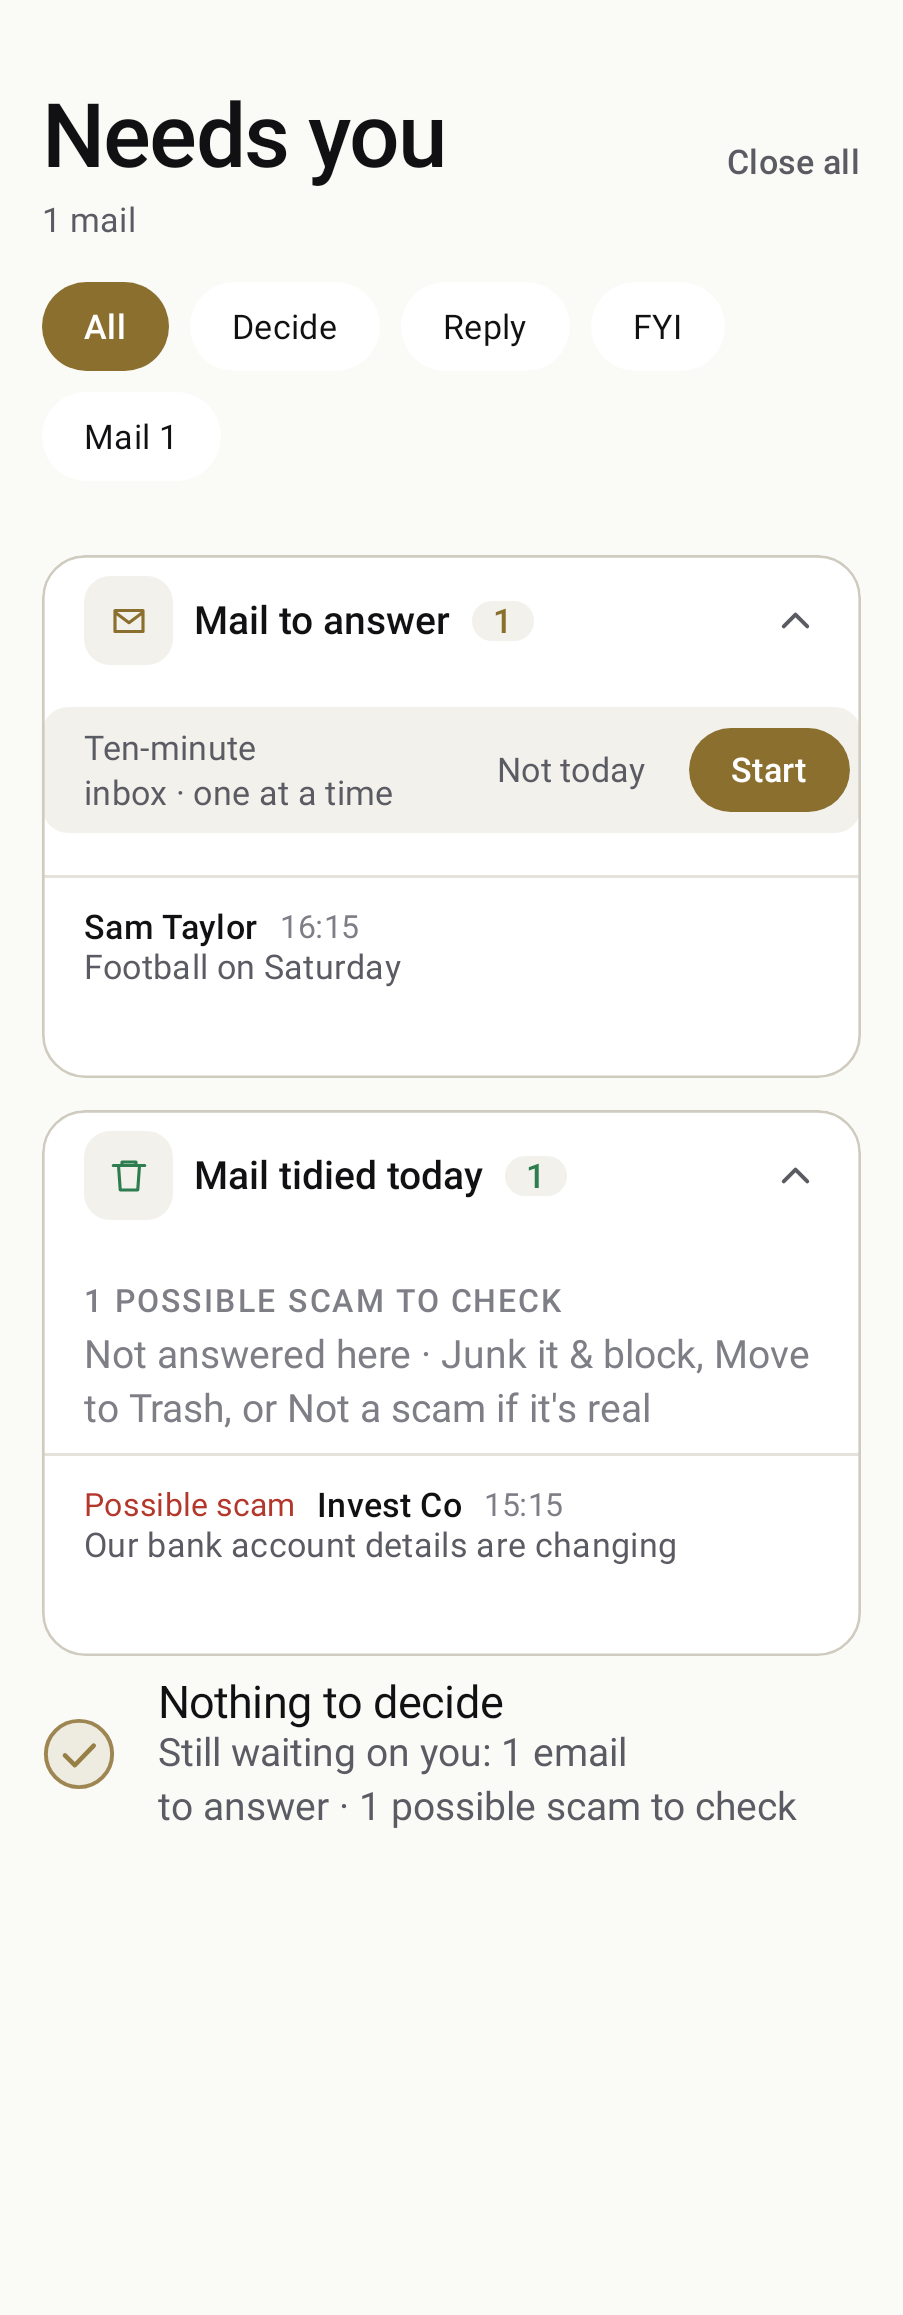 Needs you
Close all
1 mail
All
Decide
Reply
FYI
Mail 1
Mail to answer 1
Ten-minute
inbox · one at a time
Not today
Start
Sam Taylor 16:15
Football on Saturday
Mail tidied today 1
1 POSSIBLE SCAM TO CHECK
Not answered here · Junk it & block, Move
to Trash, or Not a scam if it's real
Possible scam Invest Co 15:15
Our bank account details are changing
Nothing to decide
Still waiting on you: 1 email
to answer · 1 possible scam to check